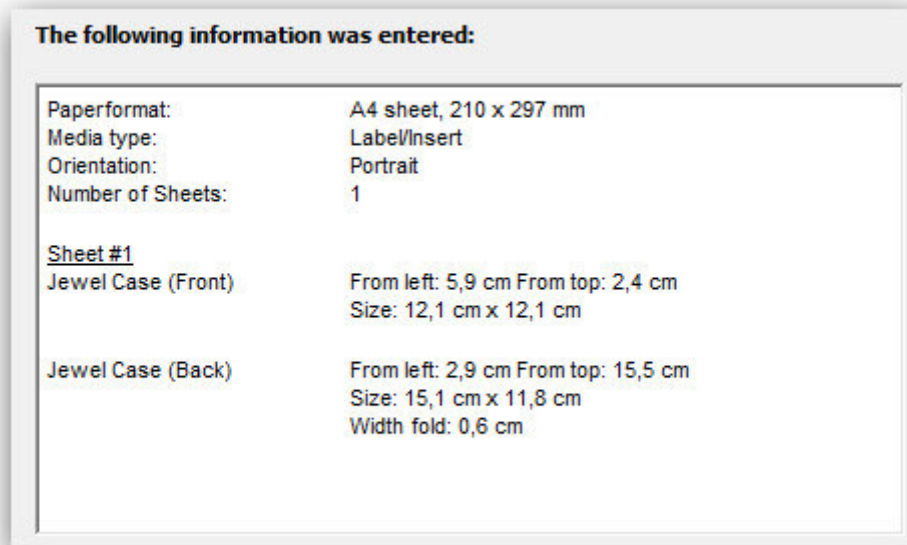 The following information was entered:
Paperformat: A4 sheet, 210 x 297 mm
Media type: Label/Insert
Orientation: Portrait
Number of Sheets: 1
Sheet #1
Jewel Case (Front) From left: 5,9 cm From top: 2,4 cm
Size: 12,1 cm x 12,1 cm
Jewel Case (Back) From left: 2,9 cm From top: 15,5 cm
Size: 15,1 cm x 11,8 cm
Width fold: 0,6 cm